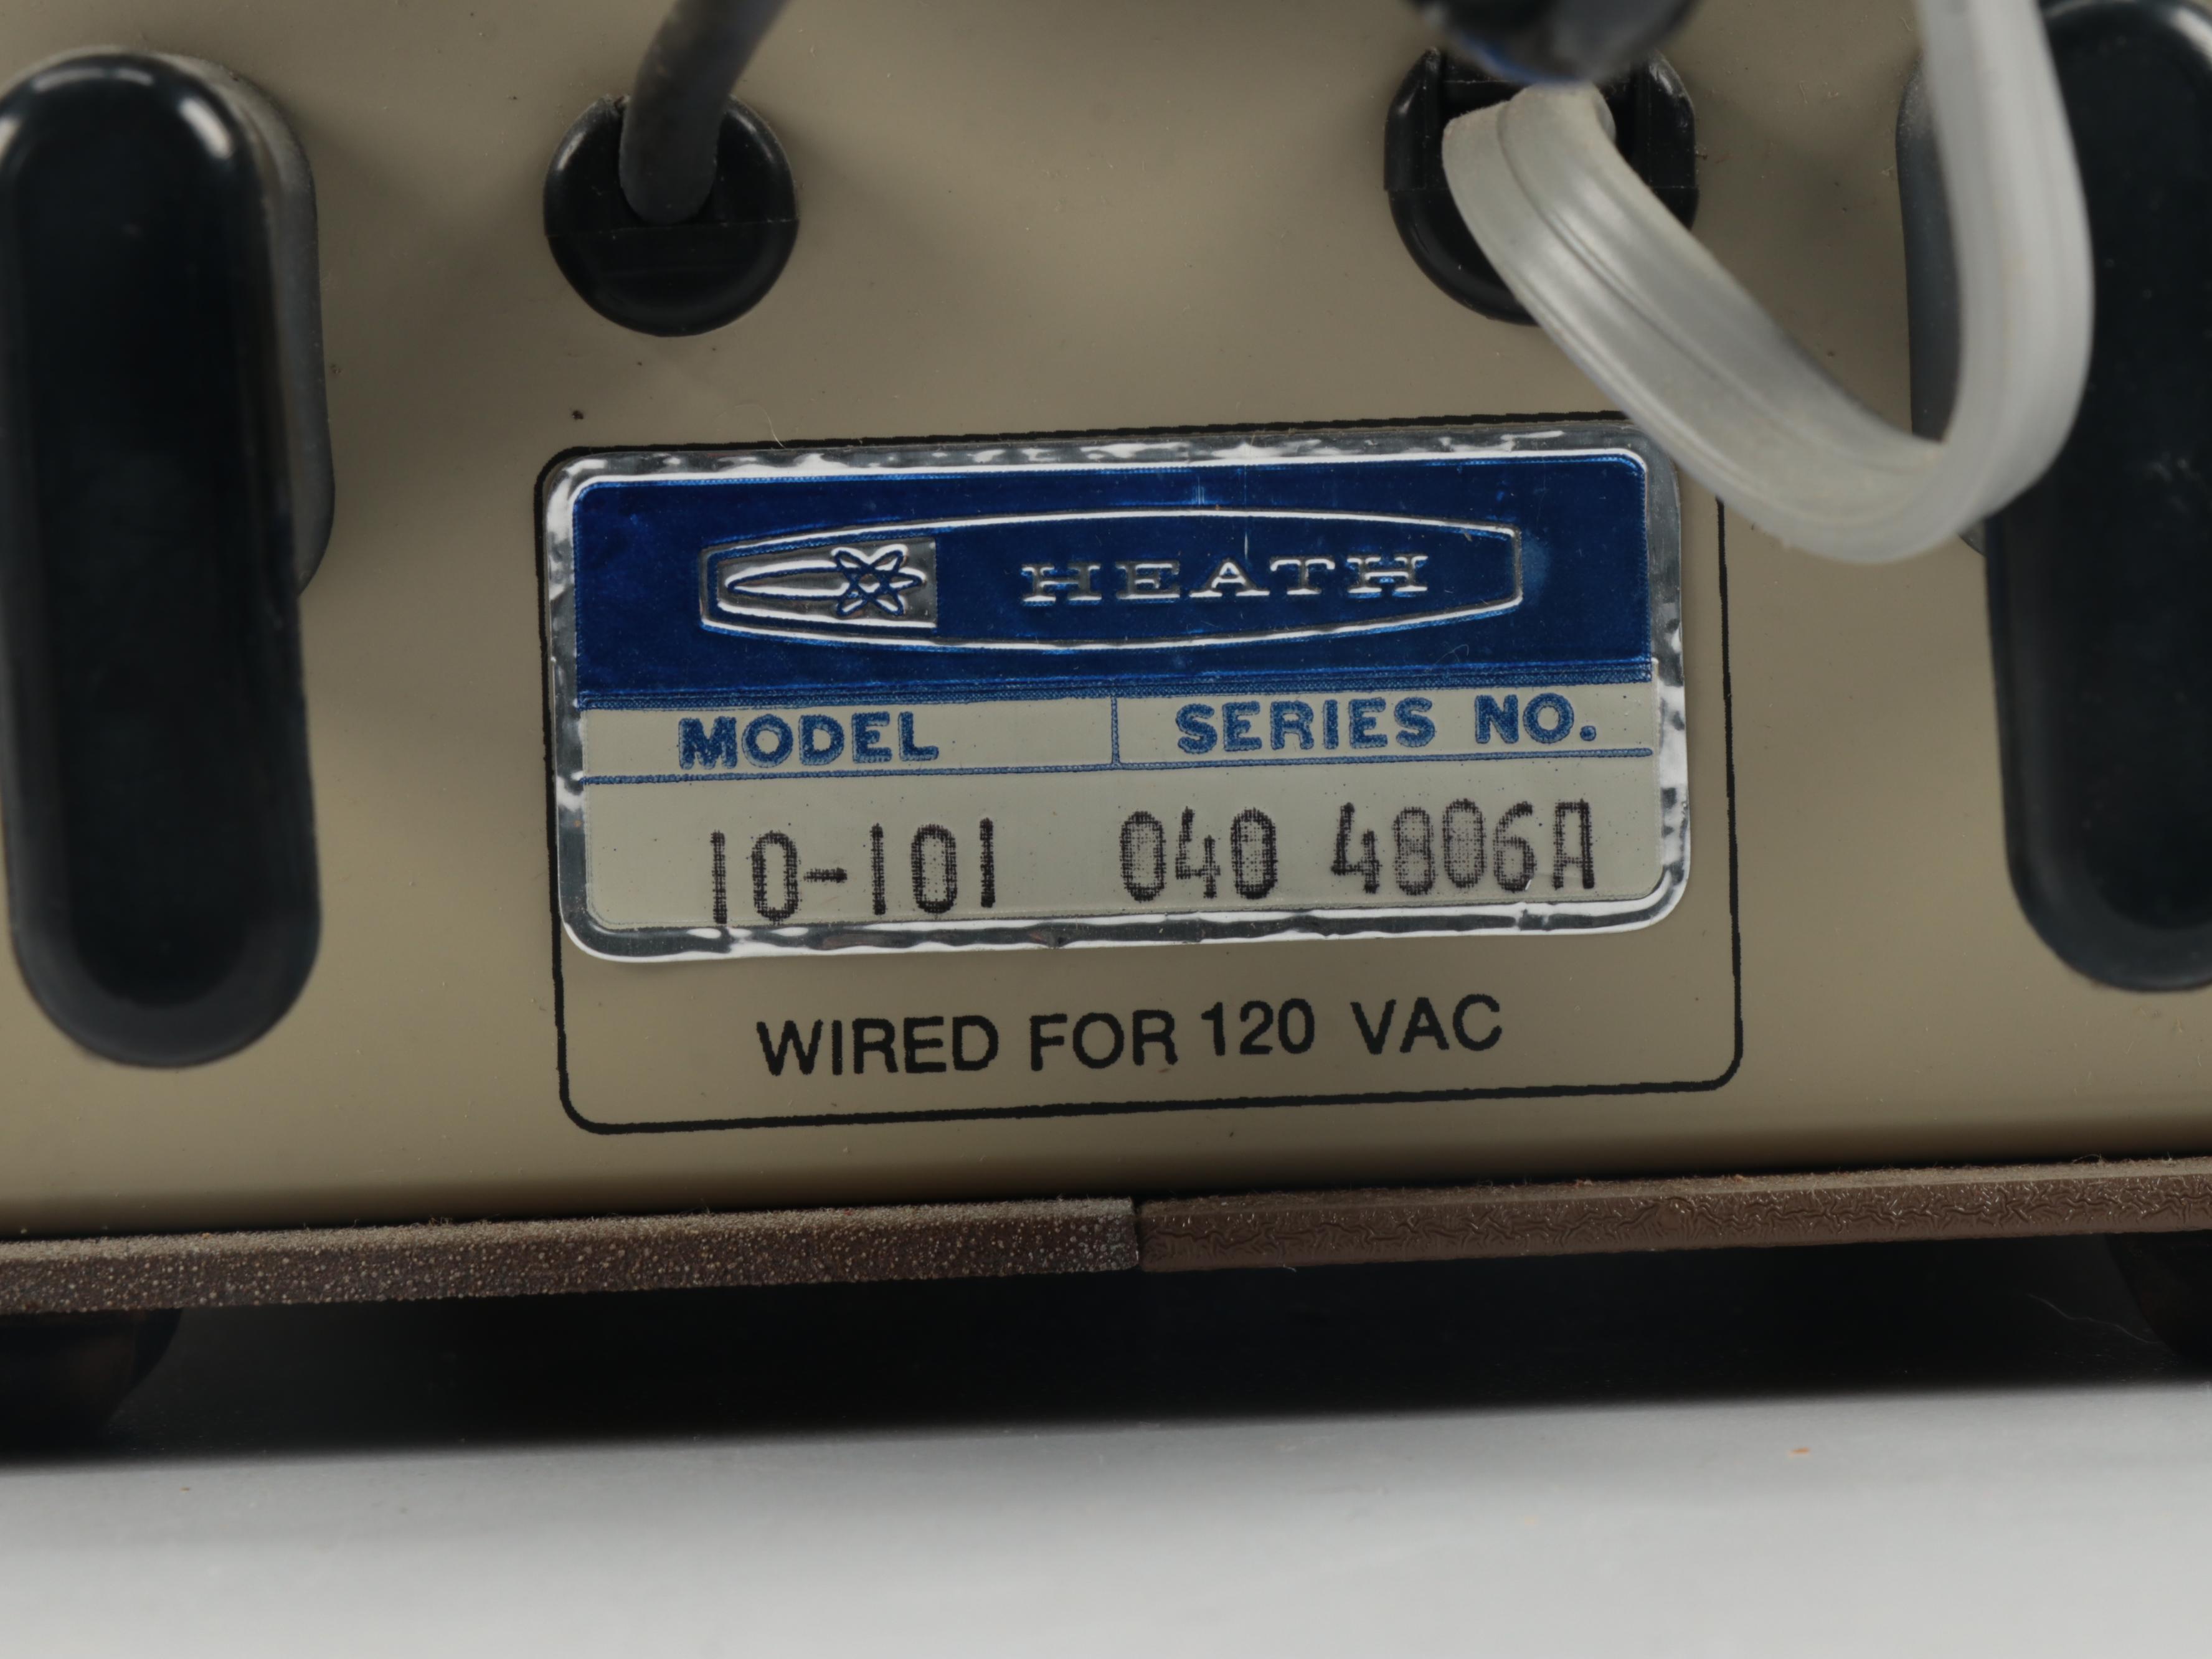 HEATH
MODEL SERIES NO.
10-101 040 4806A
WIRED FOR 120 VAC